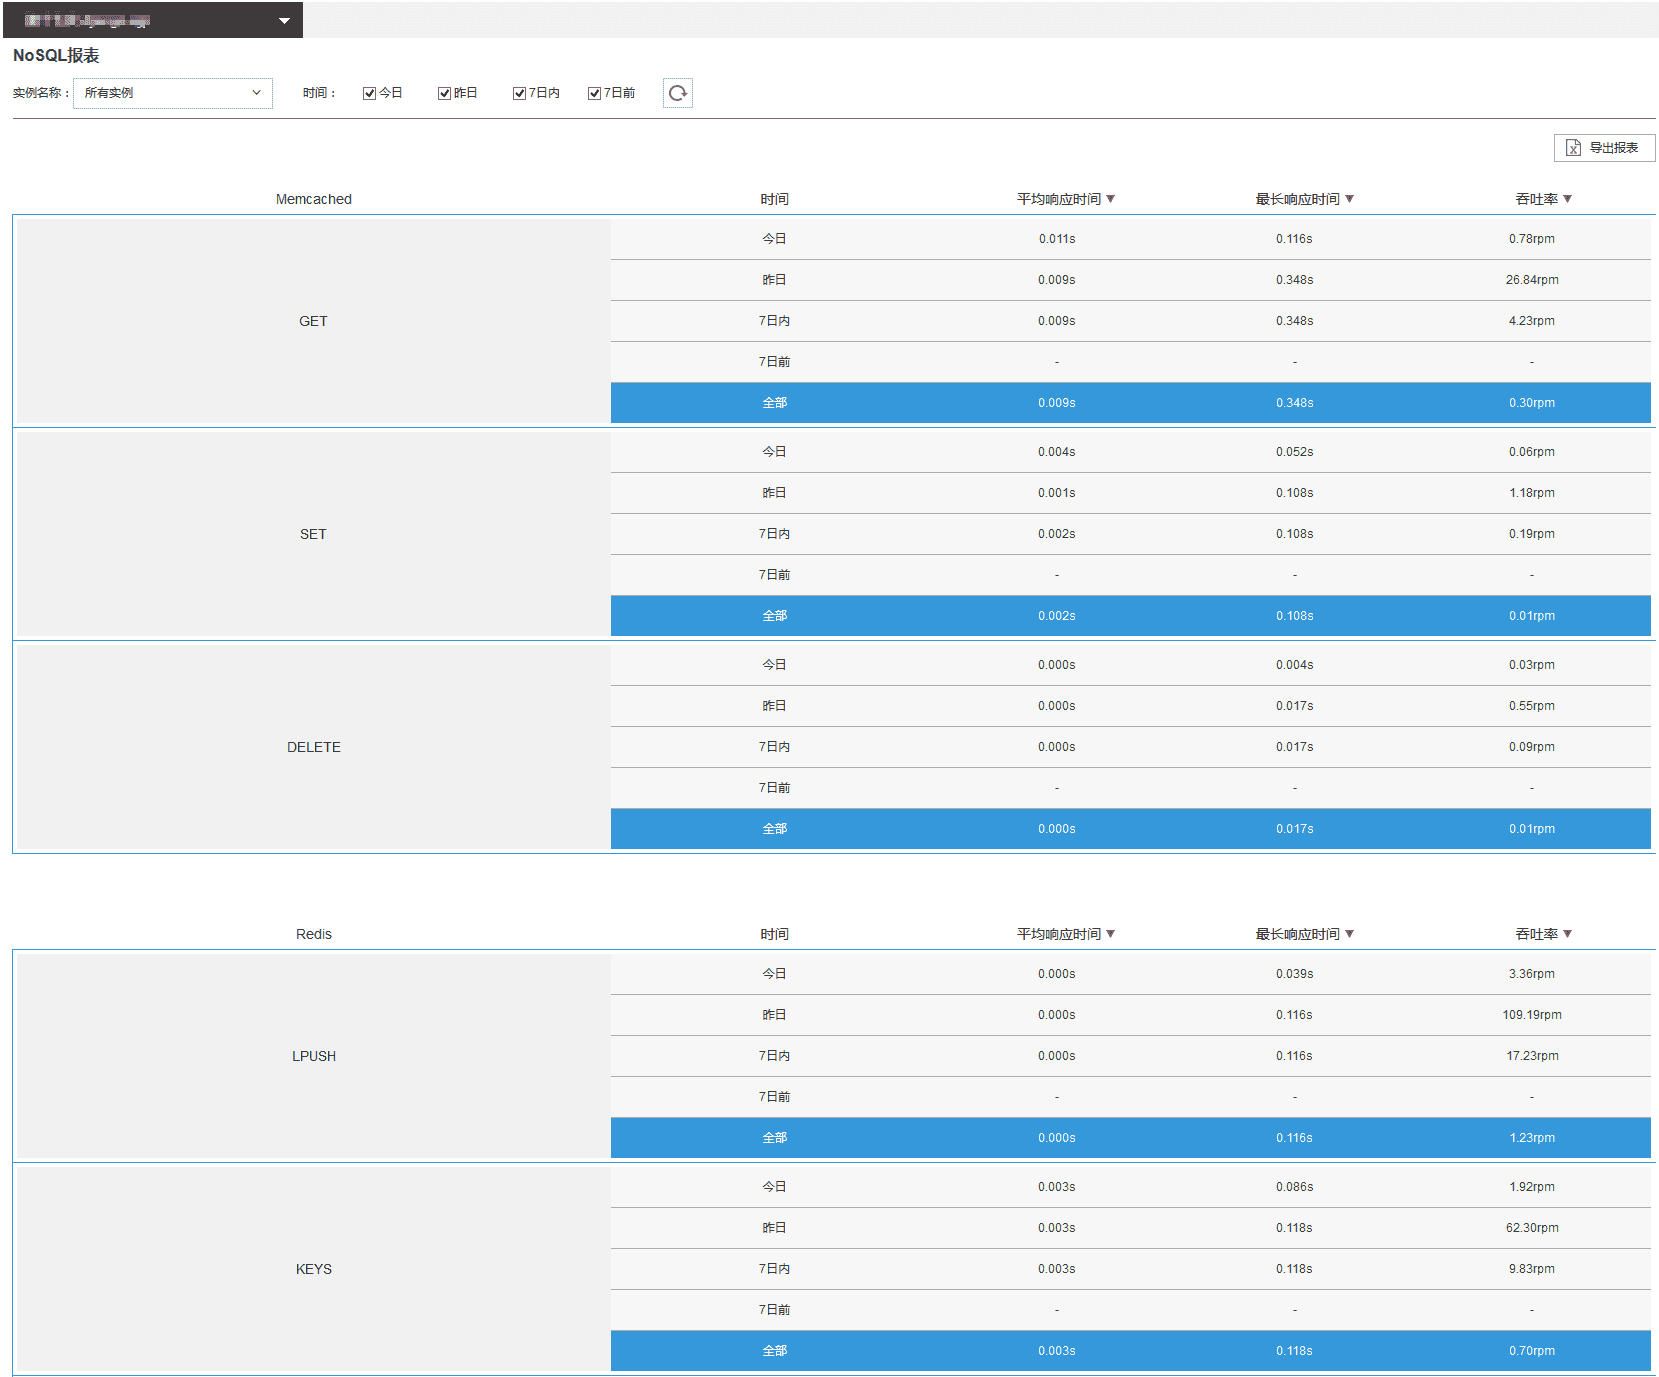 NoSQL报表
实例名称： 所有实例 时间： 今日 昨日 7日内 7日前
导出报表
Memcached 时间 平均响应时间▼ 最长响应时间▼ 吞吐率▼
今日 0.011s 0.116s 0.78rpm
昨日 0.009s 0.348s 26.84rpm
GET 7日内 0.009s 0.348s 4.23rpm
7日前 - - -
全部 0.009s 0.348s 0.30rpm
今日 0.004s 0.052s 0.06rpm
昨日 0.001s 0.108s 1.18rpm
SET 7日内 0.002s 0.108s 0.19rpm
7日前 - - -
全部 0.002s 0.108s 0.01rpm
今日 0.000s 0.004s 0.03rpm
昨日 0.000s 0.017s 0.55rpm
DELETE 7日内 0.000s 0.017s 0.09rpm
7日前 - - -
全部 0.000s 0.017s 0.01rpm
Redis 时间 平均响应时间▼ 最长响应时间▼ 吞吐率▼
今日 0.000s 0.039s 3.36rpm
昨日 0.000s 0.116s 109.19rpm
LPUSH 7日内 0.000s 0.116s 17.23rpm
7日前 - - -
全部 0.000s 0.116s 1.23rpm
今日 0.003s 0.086s 1.92rpm
昨日 0.003s 0.118s 62.30rpm
KEYS 7日内 0.003s 0.118s 9.83rpm
7日前 - - -
全部 0.003s 0.118s 0.70rpm